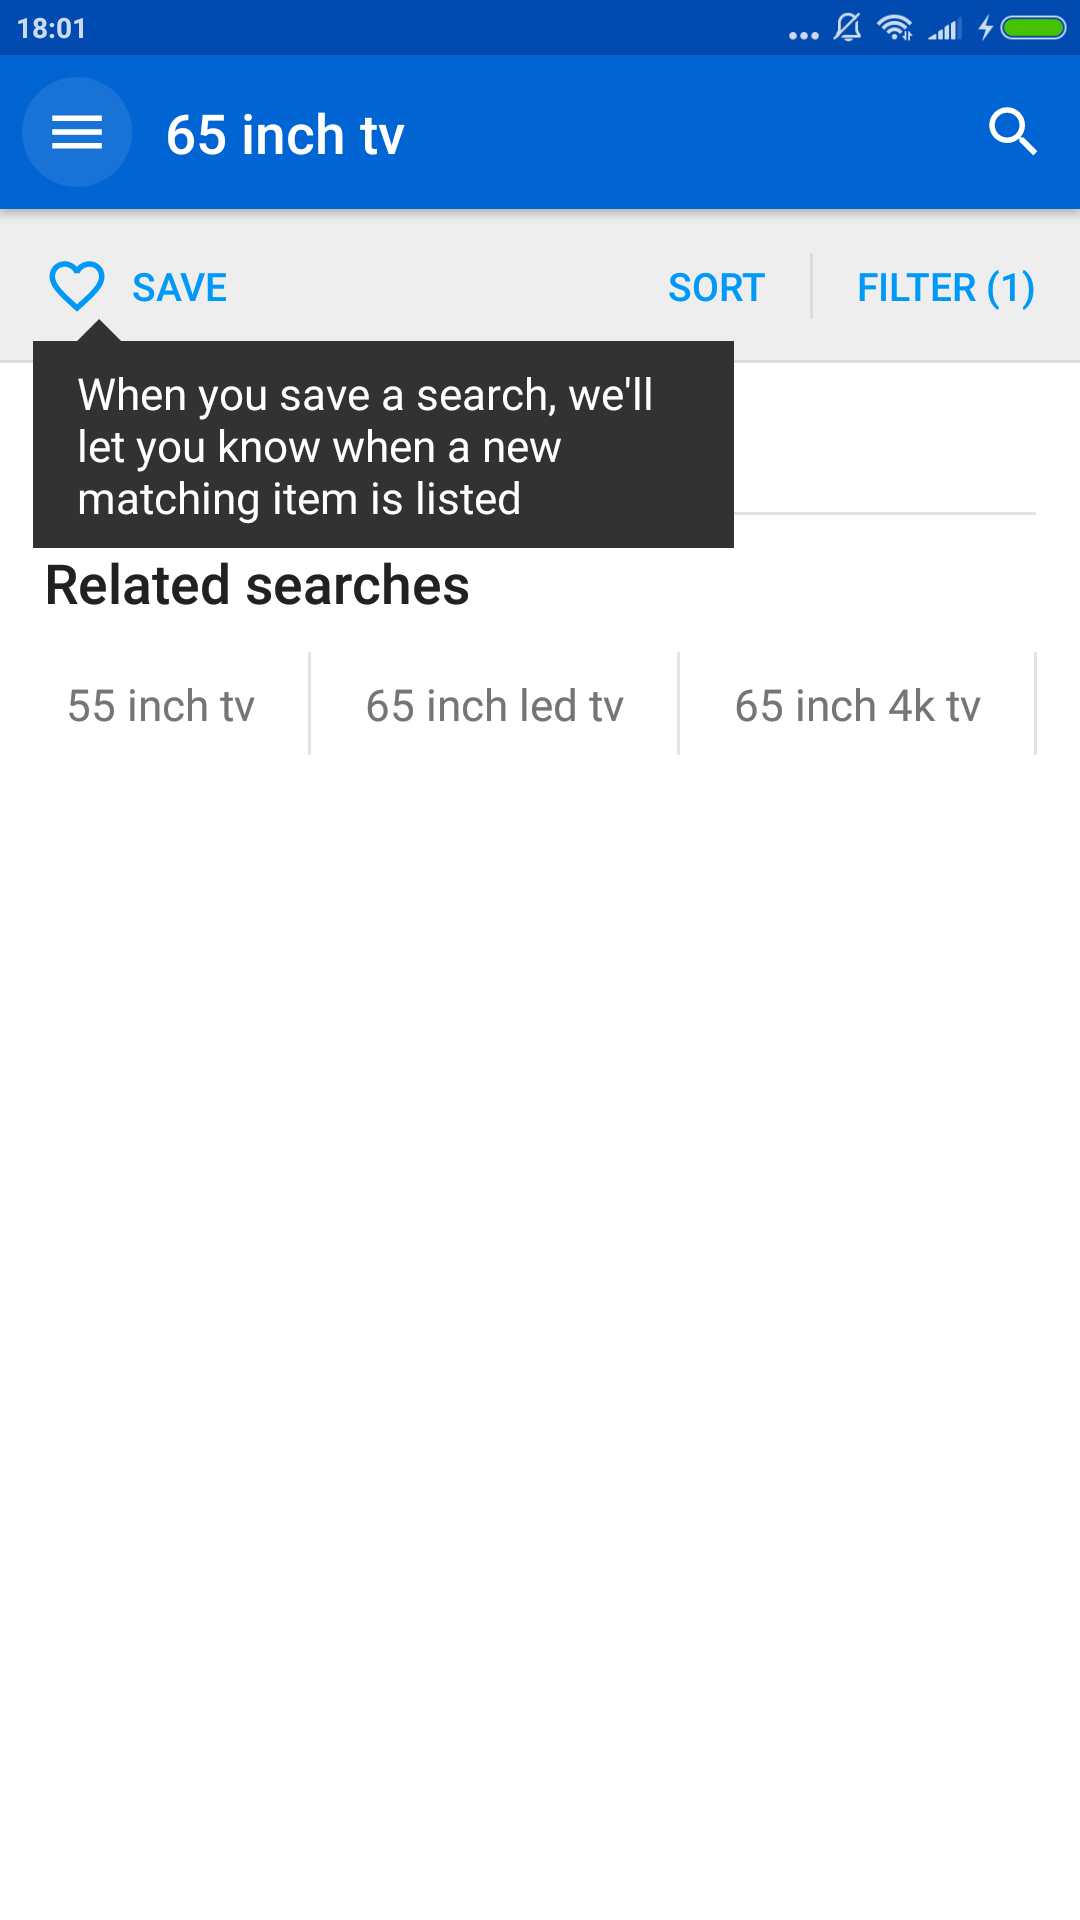 18:01
65 inch tv
SAVE
SORT
FILTER (1)
When you save a search, we'll
let you know when a new
matching item is listed
Related searches
55 inch tv
65 inch led tv
65 inch 4k tv